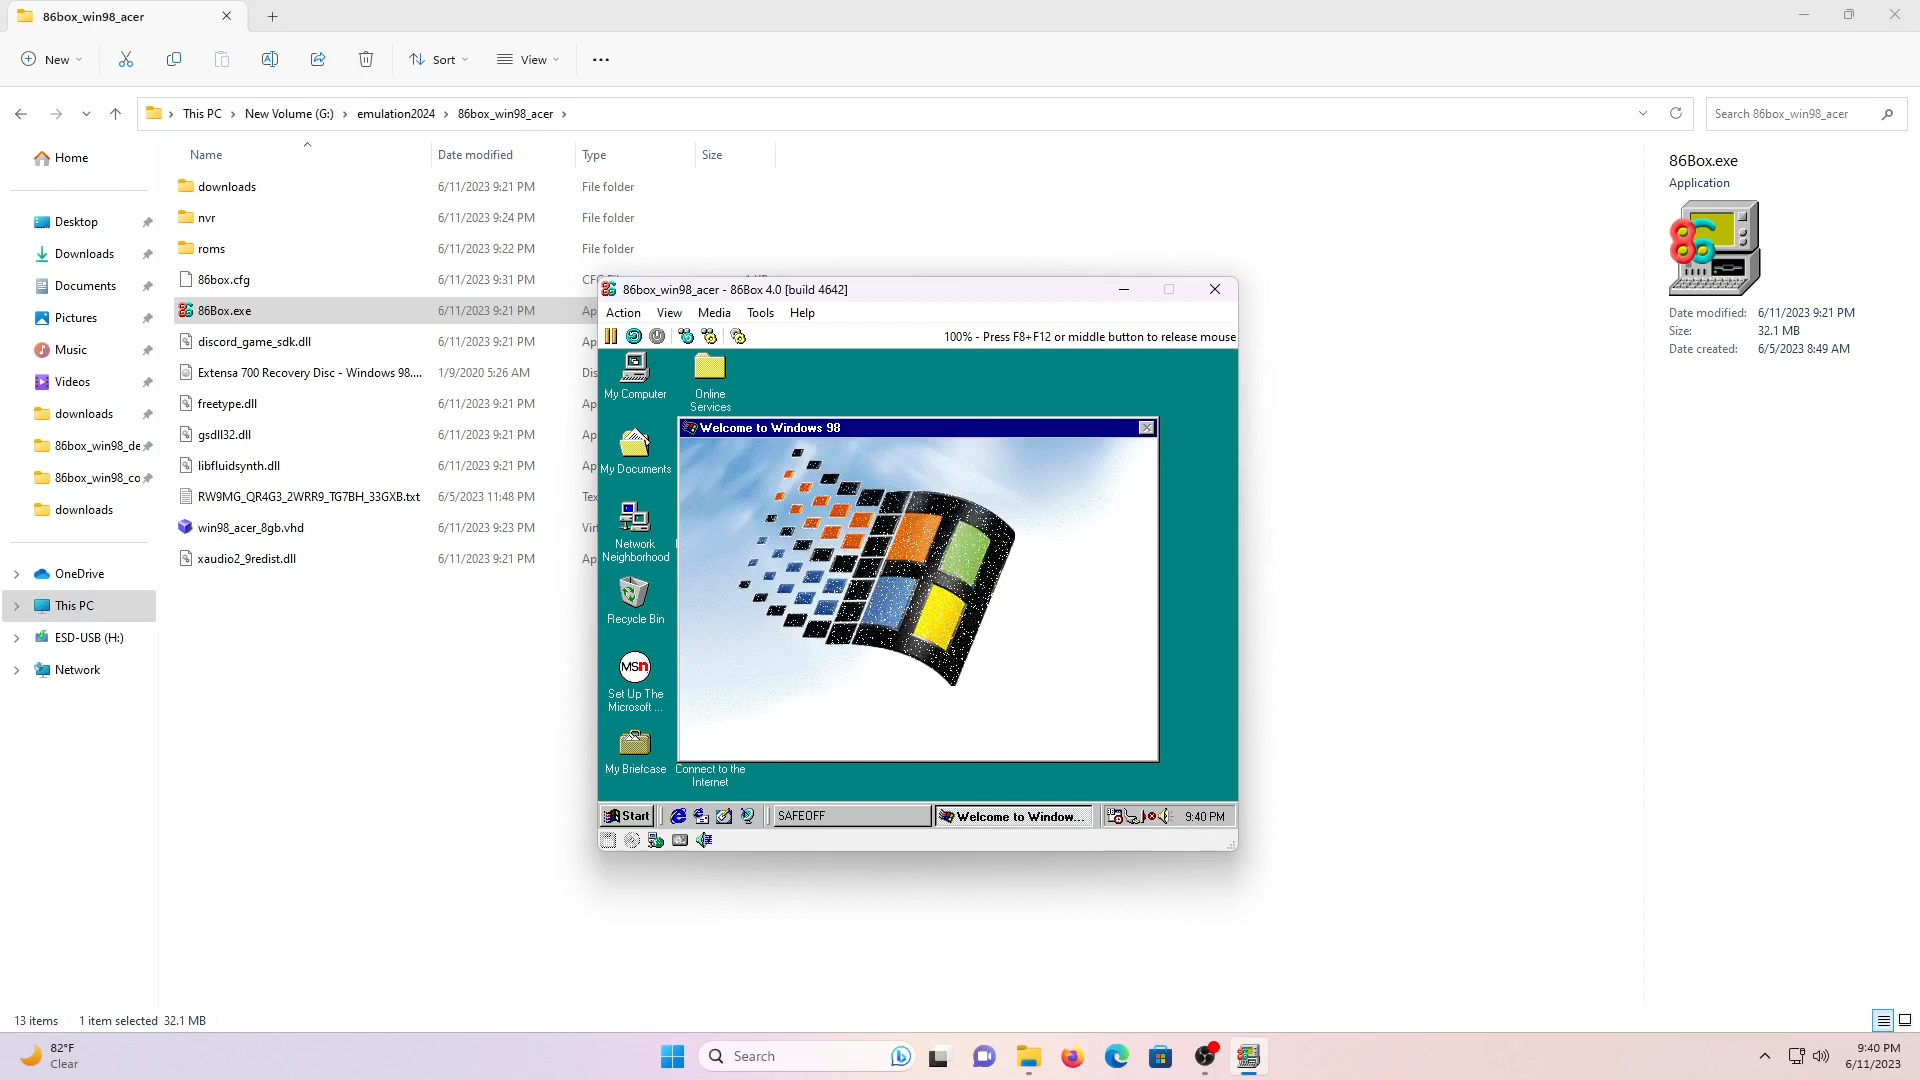 86box_win98_acer
New
Sort
View
This PC
New Volume (G:)
emulation2024
86box_win98_acer
Search 86box_win98_acer
Home
Desktop
Downloads
Documents
Pictures
Music
Videos
downloads
86box_win98_de
86box_win98_co
downloads
OneDrive
This PC
ESD-USB (H:)
Network
Name Date modified Type Size
downloads 6/11/2023 9:21 PM File folder
nvr 6/11/2023 9:24 PM File folder
roms 6/11/2023 9:22 PM File folder
86box.cfg 6/11/2023 9:31 PM
86Box.exe 6/11/2023 9:21 PM Ap
discord_game_sdk.dll 6/11/2023 9:21 PM Ap
Extensa 700 Recovery Disc - Windows 98.... 1/9/2020 5:26 AM Dis
freetype.dll 6/11/2023 9:21 PM Ap
gsdll32.dll 6/11/2023 9:21 PM Ap
libfluidsynth.dll 6/11/2023 9:21 PM Ap
RW9MG_QR4G3_2WRR9_TG7BH_33GXB.txt 6/5/2023 11:48 PM Tex
win98_acer_8gb.vhd 6/11/2023 9:23 PM Vir
xaudio2_9redist.dll 6/11/2023 9:21 PM Ap
86box_win98_acer - 86Box 4.0 [build 4642]
Action View Media Tools Help
100% - Press F8+F12 or middle button to release mouse
My Computer
Online
Services
My Documents
Network
Neighborhood
Recycle Bin
msn
Set Up The
Microsoft ...
My Briefcase
Connect to the
Internet
Welcome to Windows 98
Start
SAFEOFF
Welcome to Window...
9:40 PM
86Box.exe
Application
86
Date modified: 6/11/2023 9:21 PM
Size: 32.1 MB
Date created: 6/5/2023 8:49 AM
13 items 1 item selected 32.1 MB
82°F
Clear
Search
9:40 PM
6/11/2023